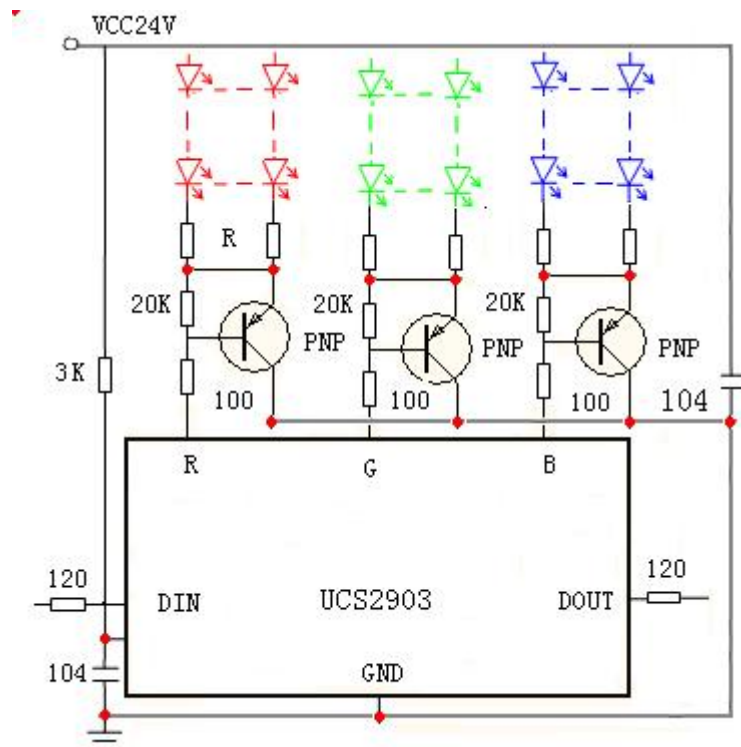 VCC24V
R
20K
20K
20K
PNP
PNP
PNP
3K
100
100
100
104
R
G
B
120
120
DIN
UCS2903
DOUT
104
GND